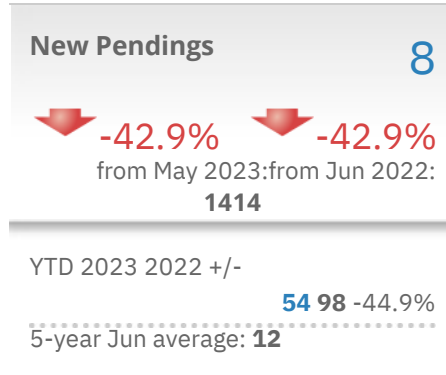 New Pendings
8
-42.9% -42.9%
from May 2023:from Jun 2022:
1414
YTD 2023 2022 +/-
54 98 -44.9%
5-year Jun average: 12